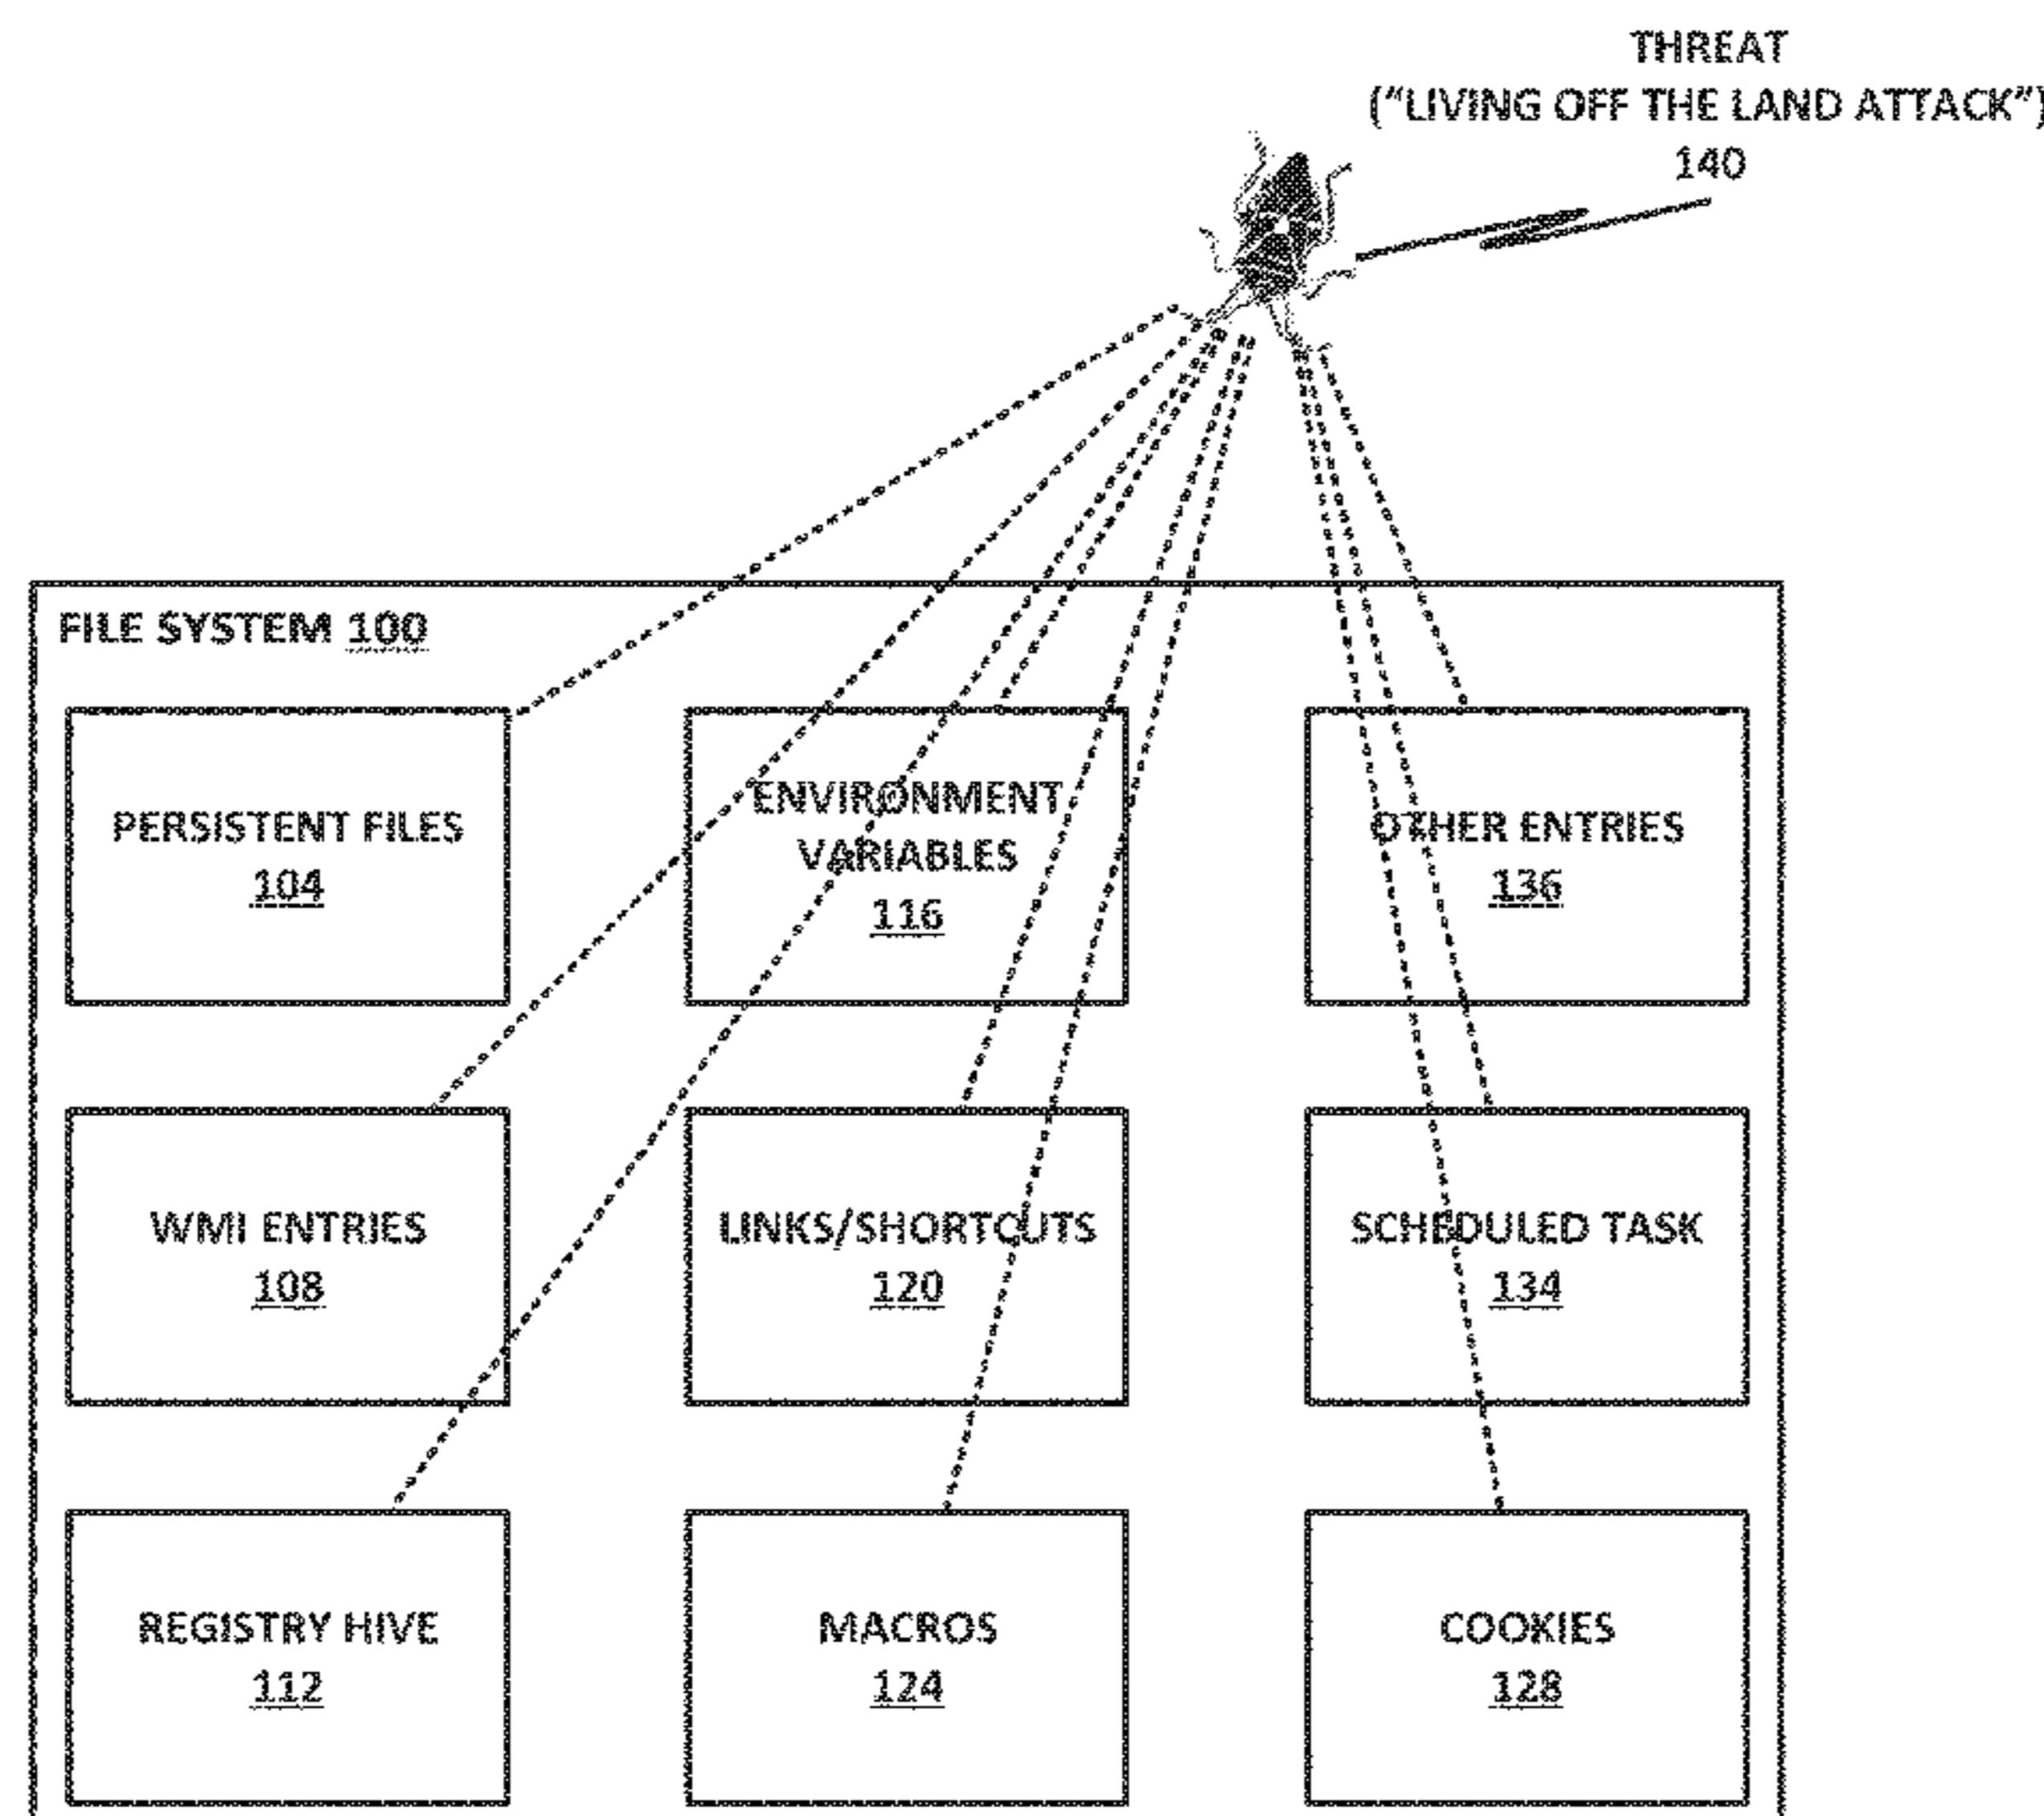 THREAT
("LIVING OFF THE LAND ATTACK")
140
FILE SYSTEM 100
PERSISTENT FILES
104
ENVIRONMENT
VARIABLES
116
OTHER ENTRIES
136
WMI ENTRIES
108
LINKS/SHORTCUTS
120
SCHEDULED TASK
134
REGISTRY HIVE
112
MACROS
124
COOKIES
128